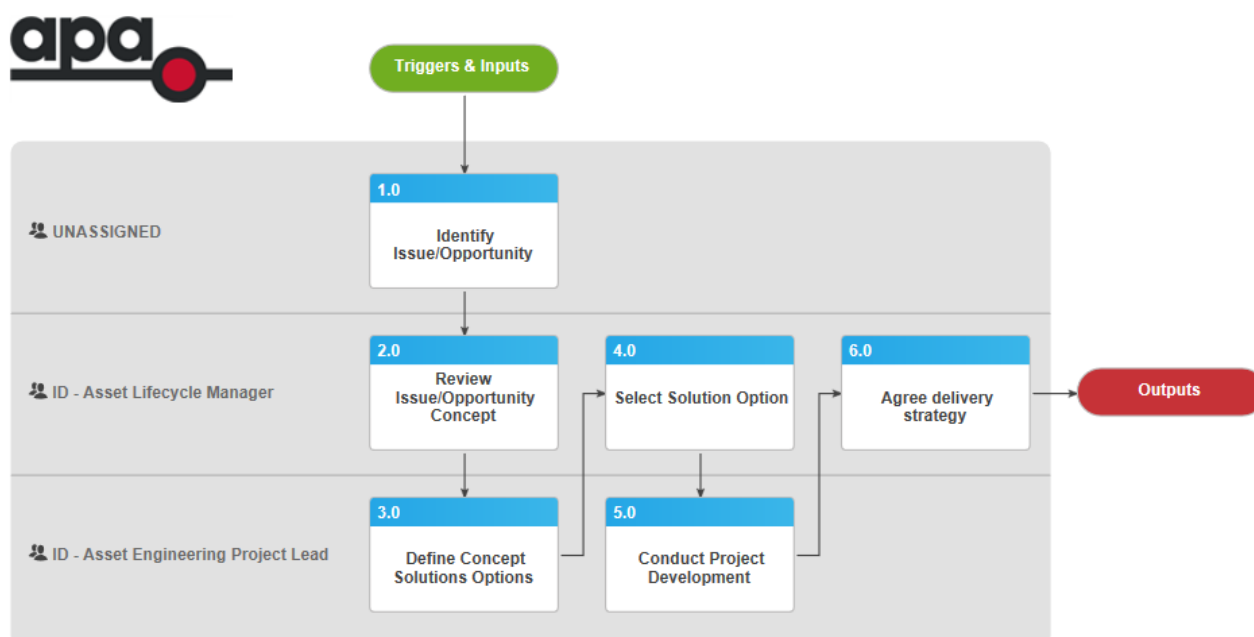 apa
Triggers & Inputs
1.0
Identify
Issue/Opportunity
UNASSIGNED
2.0
Review
Issue/Opportunity
Concept
4.0
Select Solution Option
6.0
Agree delivery
strategy
ID - Asset Lifecycle Manager
Outputs
3.0
Define Concept
Solutions Options
5.0
Conduct Project
Development
ID - Asset Engineering Project Lead